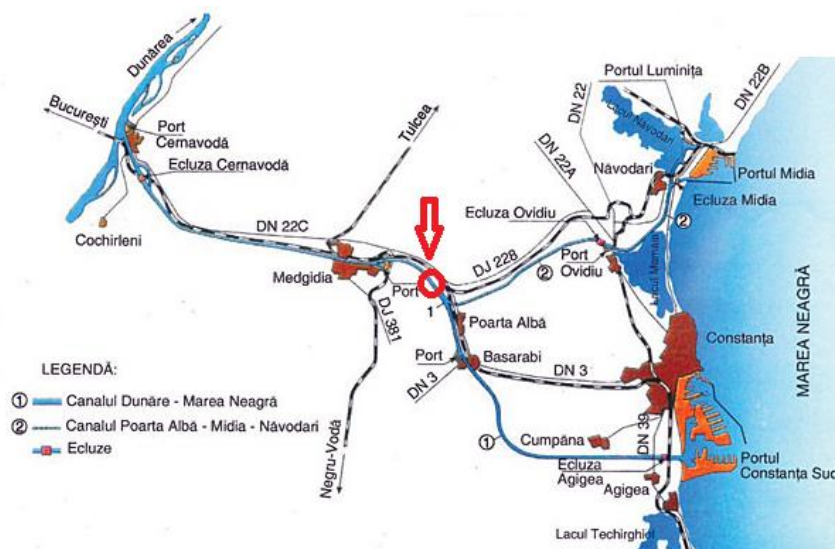 Dunărea
București
Port
Cernavodă
Ecluza Cernavodă
Cochirleni
Tulcea
DN 22C
Medgidia
Port
DJ 381
Negru-Vodă
1
DJ 228
2
Poarta Albă
Port
Basarabi
DN 3
DN 3
Portul Luminița
DN 22
DN 22B
Lacul Năvodari
DN 22A
Năvodari
Portul Midia
Ecluza Midia
2
Ecluza Ovidiu
Port
Ovidiu
Lacul Mamaia
Constanța
MAREA NEAGRĂ
Cumpăna
DN 39
1
Ecluza
Agigea
Agigea
Portul
Constanța Sud
Lacul Techirghiol
LEGENDĂ:
1 Canalul Dunăre - Marea Neagră
2 Canalul Poarta Albă - Midia - Năvodari
Ecluze